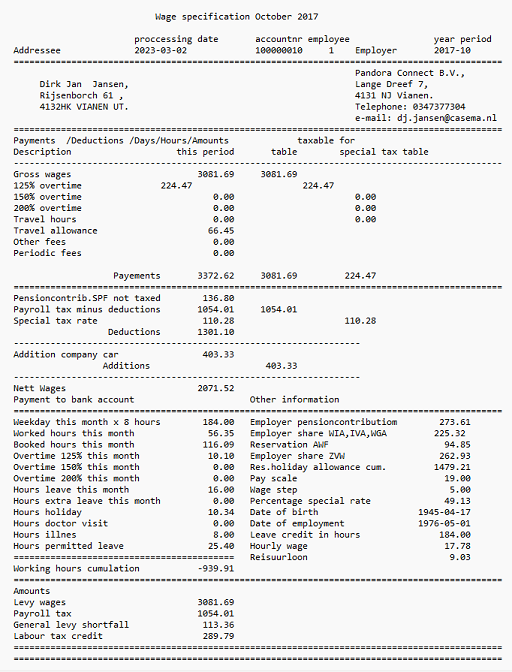 Wage specification October 2017
proccessing date accountnr employee year period
Addressee 2023-03-02 100000010 1 Employer 2017-10
================================================================================
Pandora Connect B.V.,
Dirk Jan Jansen, Lange Dreef 7,
Rijsenborch 61 , 4131 NJ Vianen.
4132HK VIANEN UT. Telephone: 0347377304
e-mail: dj.jansen@casema.nl
================================================================================
Payments /Deductions /Days/Hours/Amounts taxable for
Description this period table special tax table
--------------------------------------------------------------------------------
Gross wages 3081.69 3081.69
125% overtime 224.47 224.47
150% overtime 0.00 0.00
200% overtime 0.00 0.00
Travel hours 0.00 0.00
Travel allowance 66.45
Other fees 0.00
Periodic fees 0.00
Payements 3372.62 3081.69 224.47
================================================================================
Pensioncontrib.SPF not taxed 136.80
Payroll tax minus deductions 1054.01 1054.01
Special tax rate 110.28 110.28
Deductions 1301.10
------------------------------------------------------------------
Addition company car 403.33
Additions 403.33
------------------------------------------------------------------
Nett Wages 2071.52
Payment to bank account Other information
================================================================================
Weekday this month x 8 hours 184.00 Employer pensioncontributiom 273.61
Worked hours this month 56.35 Employer share WIA,IVA,WGA 225.32
Booked hours this month 116.09 Reservation AWF 94.85
Overtime 125% this month 10.10 Employer share ZVW 262.93
Overtime 150% this month 0.00 Res.holiday allowance cum. 1479.21
Overtime 200% this month 0.00 Pay scale 19.00
Hours leave this month 16.00 Wage step 5.00
Hours extra leave this month 0.00 Percentage special rate 49.13
Hours holiday 10.34 Date of birth 1945-04-17
Hours doctor visit 0.00 Date of employment 1976-05-01
Hours illnes 8.00 Leave credit in hours 184.00
Hours permitted leave 25.40 Hourly wage 17.78
========================================== Reisuurloon 9.03
Working hours cumulation -939.91
================================================================================
Amounts
Levy wages 3081.69
Payroll tax 1054.01
General levy shortfall 113.36
Labour tax credit 289.79
================================================================================
================================================================================